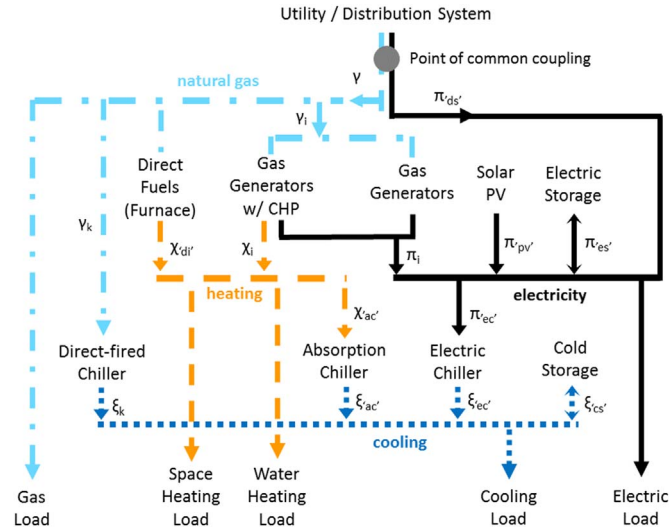 Utility / Distribution System
Point of common coupling
natural gas
γ
π'ds'
γi
Direct
Fuels
(Furnace)
Gas
Generators
w/ CHP
Gas
Generators
Solar
PV
Electric
Storage
γk
χ'di'
χi
πi
π'pv'
π'es'
heating
electricity
χ'ac'
π'ec'
Direct-fired
Chiller
Absorption
Chiller
Electric
Chiller
Cold
Storage
ξk
ξ'ac'
ξ'ec'
ξ'cs'
cooling
Gas
Load
Space
Heating
Load
Water
Heating
Load
Cooling
Load
Electric
Load